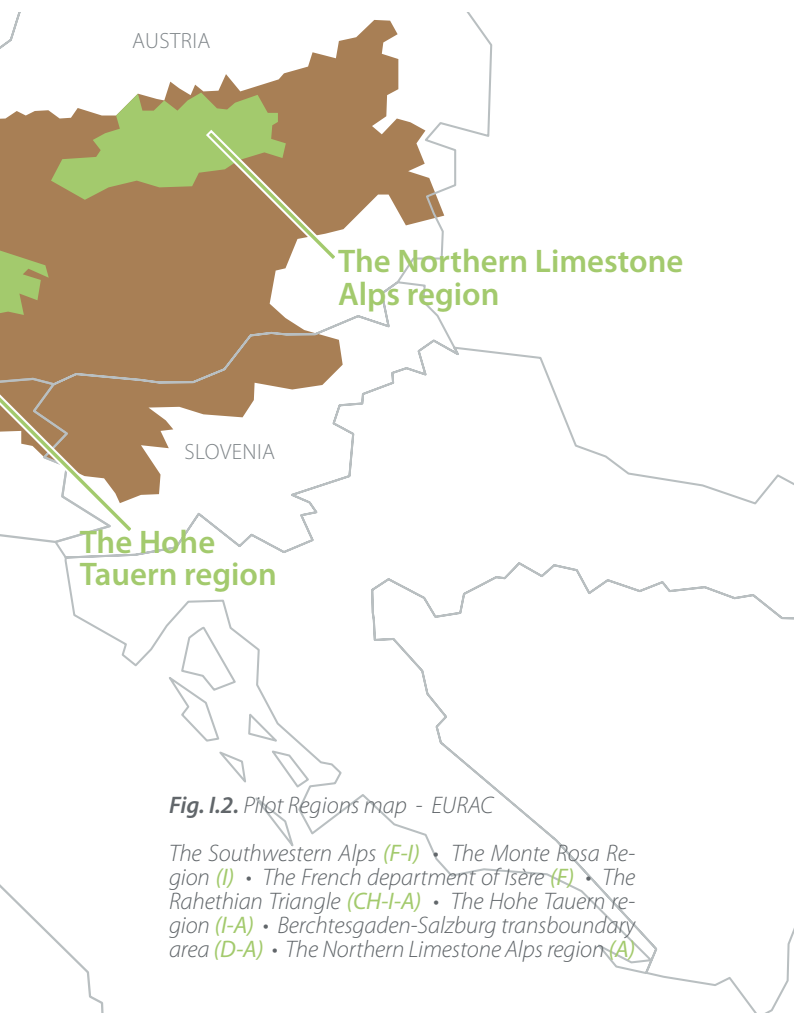 AUSTRIA
The Northern Limestone
Alps region
SLOVENIA
The Hohe
Tauern region
Fig. I.2. Pilot Regions map - EURAC
The Southwestern Alps (F-I) • The Monte Rosa Re-
gion (I) • The French department of Isère (F) • The
Rahethian Triangle (CH-I-A) • The Hohe Tauern re-
gion (I-A) • Berchtesgaden-Salzburg transboundary
area (D-A) • The Northern Limestone Alps region (A)